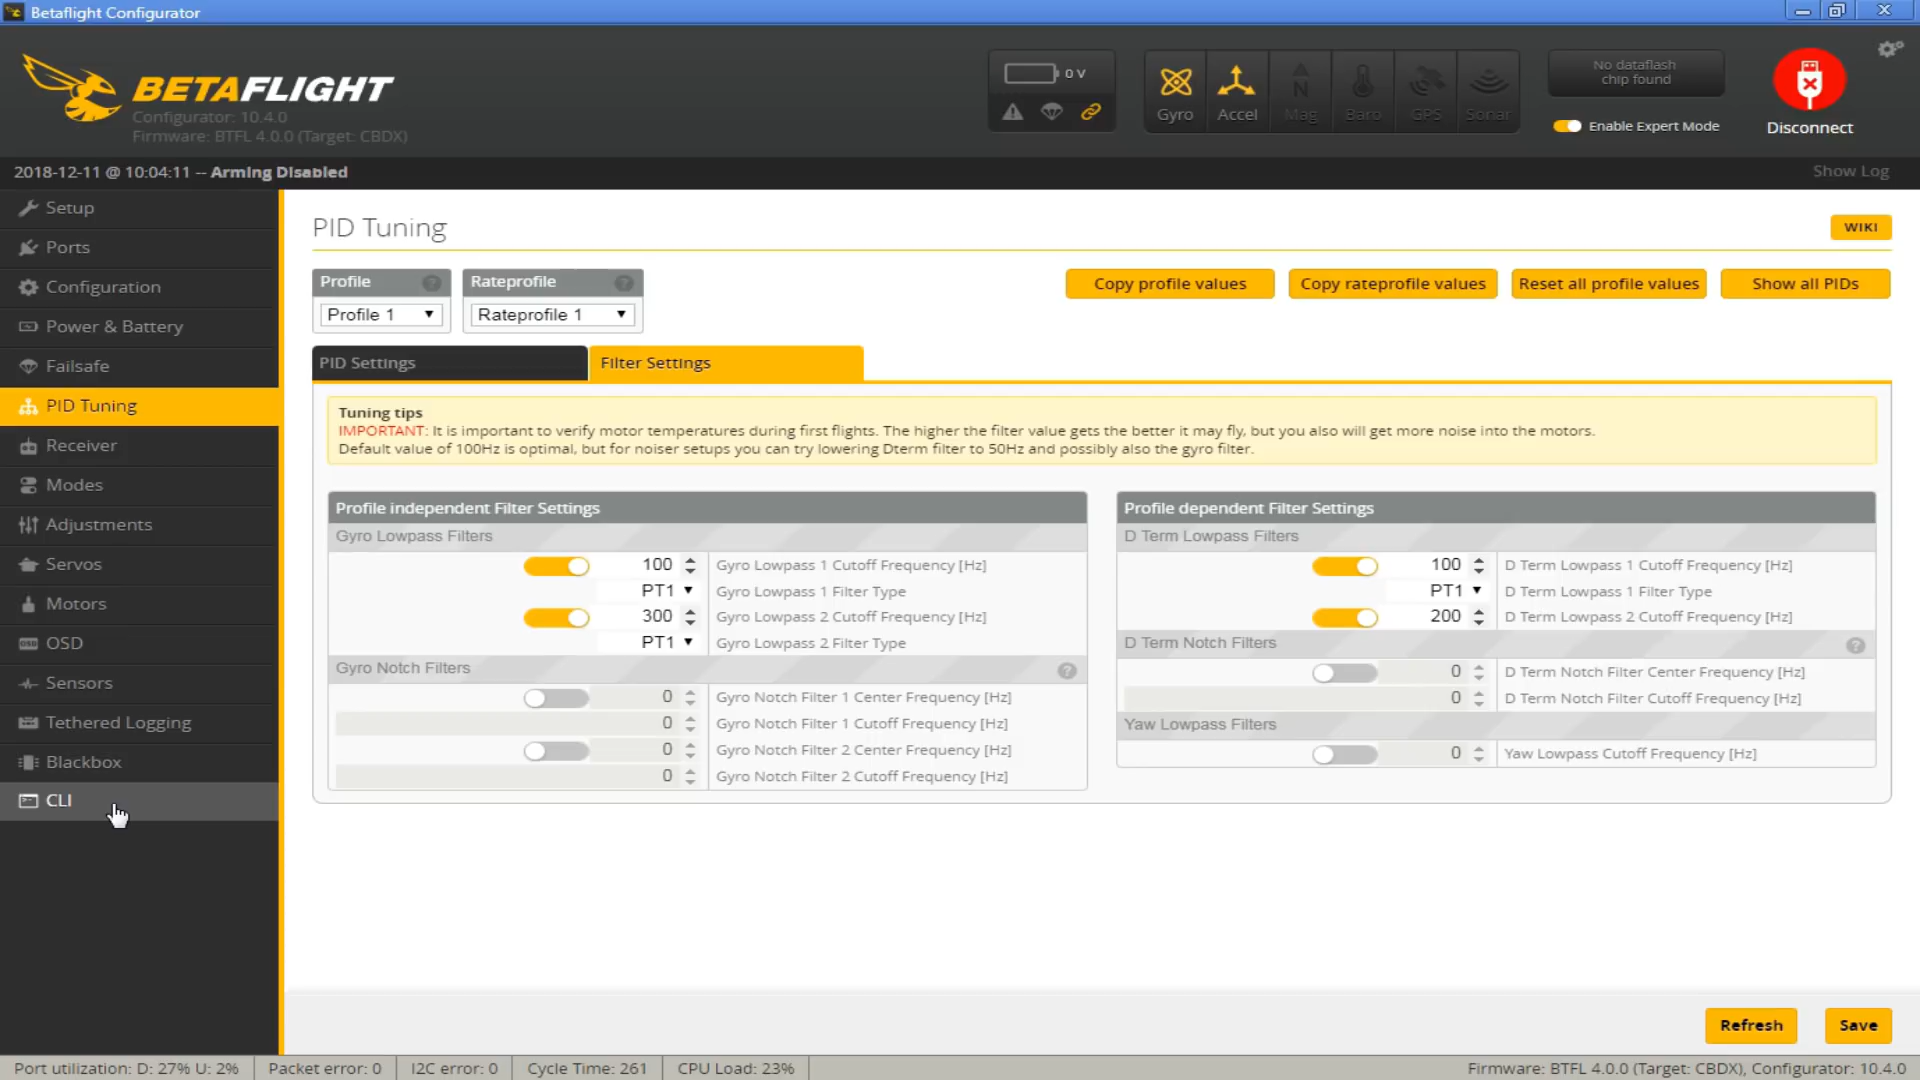 Betaflight Configurator
BETAFLIGHT
Configurator: 10.4.0
Firmware: BTFL 4.0.0 (Target: CBDX)
0 V
Gyro
Accel
Mag
Baro
GPS
Sonar
No dataflash
chip found
Enable Expert Mode
Disconnect
2018-12-11 @ 10:04:11 -- Arming Disabled
Show Log
Setup
Ports
Configuration
Power & Battery
Failsafe
PID Tuning
Receiver
Modes
Adjustments
Servos
Motors
OSD
Sensors
Tethered Logging
Blackbox
CLI
PID Tuning
WIKI
Profile
Profile 1
Rateprofile
Rateprofile 1
Copy profile values
Copy rateprofile values
Reset all profile values
Show all PIDs
PID Settings
Filter Settings
Tuning tips
IMPORTANT: It is important to verify motor temperatures during first flights. The higher the filter value gets the better it may fly, but you also will get more noise into the motors.
Default value of 100Hz is optimal, but for noiser setups you can try lowering Dterm filter to 50Hz and possibly also the gyro filter.
Profile independent Filter Settings
Gyro Lowpass Filters
100 Gyro Lowpass 1 Cutoff Frequency [Hz]
PT1 Gyro Lowpass 1 Filter Type
300 Gyro Lowpass 2 Cutoff Frequency [Hz]
PT1 Gyro Lowpass 2 Filter Type
Gyro Notch Filters
0 Gyro Notch Filter 1 Center Frequency [Hz]
0 Gyro Notch Filter 1 Cutoff Frequency [Hz]
0 Gyro Notch Filter 2 Center Frequency [Hz]
0 Gyro Notch Filter 2 Cutoff Frequency [Hz]
Profile dependent Filter Settings
D Term Lowpass Filters
100 D Term Lowpass 1 Cutoff Frequency [Hz]
PT1 D Term Lowpass 1 Filter Type
200 D Term Lowpass 2 Cutoff Frequency [Hz]
D Term Notch Filters
0 D Term Notch Filter Center Frequency [Hz]
0 D Term Notch Filter Cutoff Frequency [Hz]
Yaw Lowpass Filters
0 Yaw Lowpass Cutoff Frequency [Hz]
Refresh
Save
Port utilization: D: 27% U: 2%
Packet error: 0
I2C error: 0
Cycle Time: 261
CPU Load: 23%
Firmware: BTFL 4.0.0 (Target: CBDX), Configurator: 10.4.0